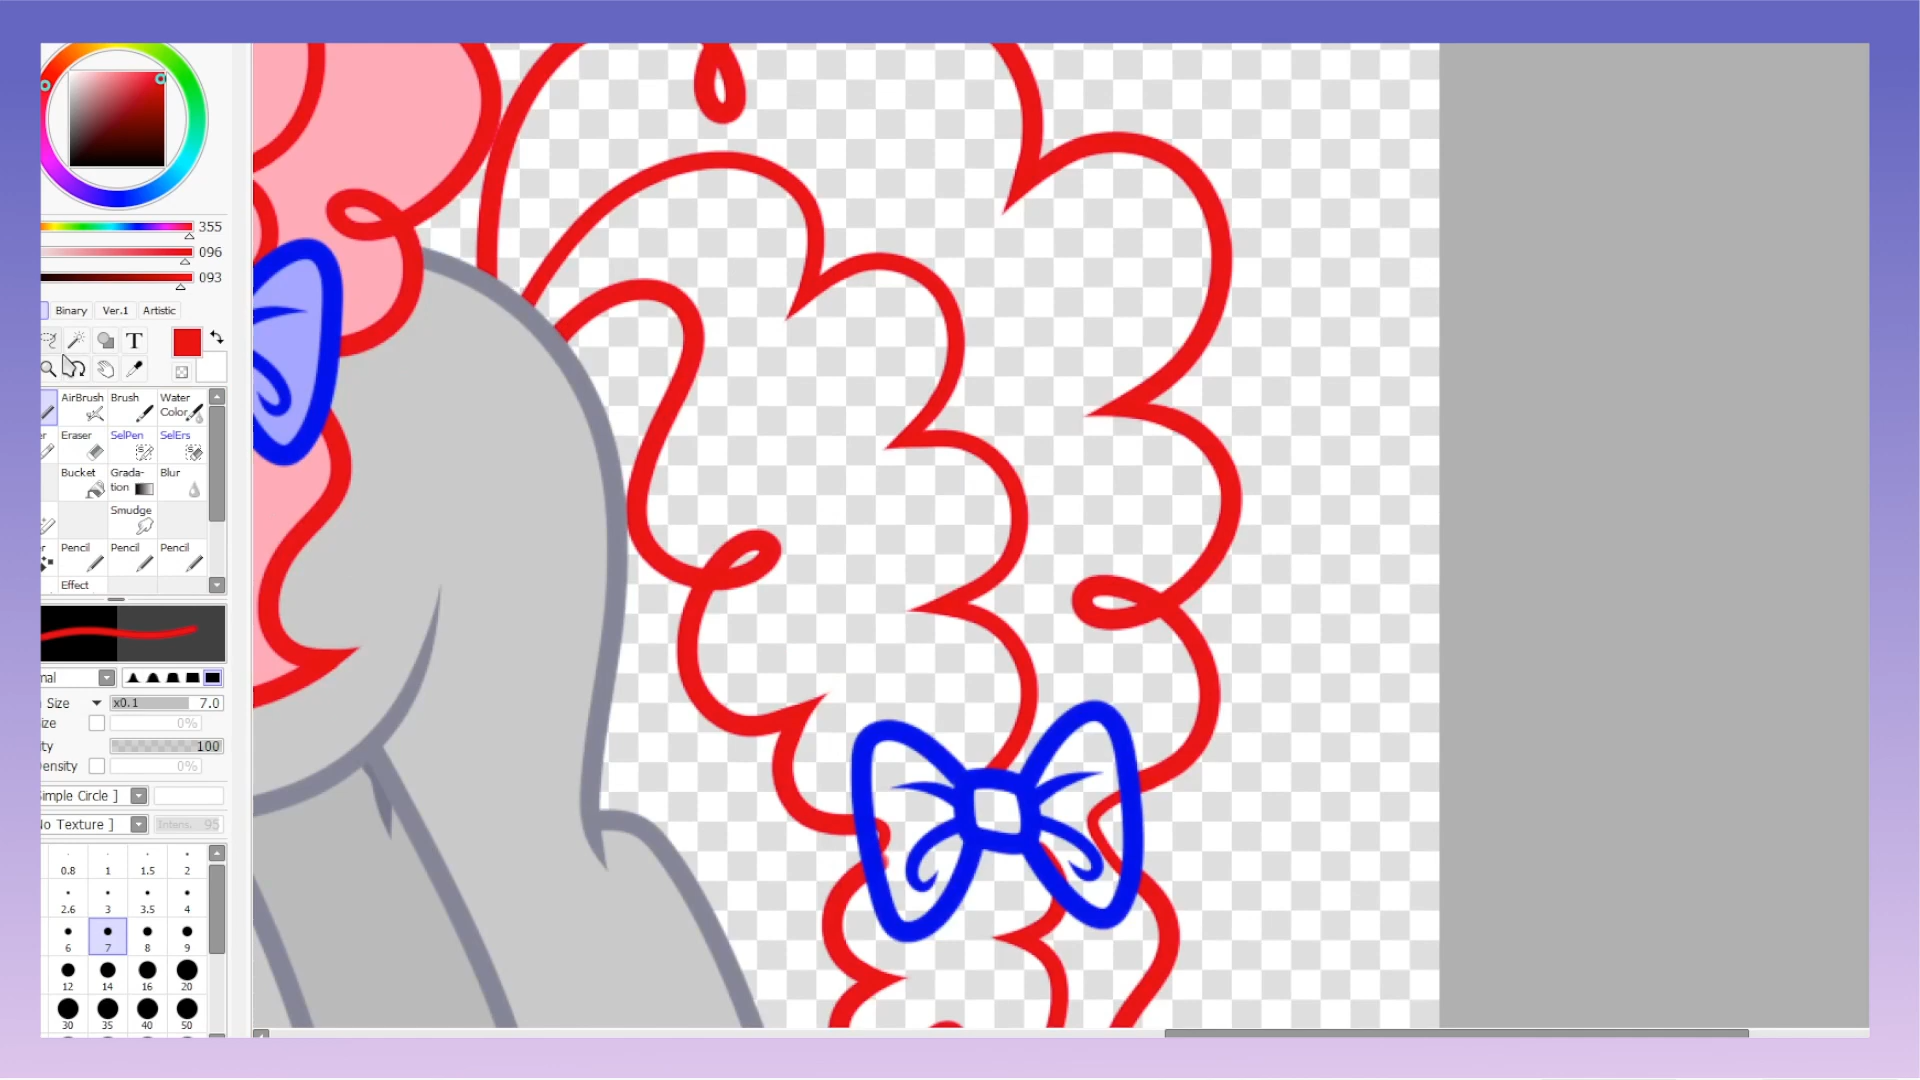 355
096
093
Binary Ver.1 Artistic
T
AirBrush Brush Water
Color
r Eraser SelPen SelErs
Bucket Grada- Blur
tion
Smudge
r Pencil Pencil Pencil
Effect
nal
Size x0.1 7.0
ize 0%
ty 100
ensity 0%
imple Circle ]
lo Texture ] Intens. 95
0.8 1 1.5 2
2.6 3 3.5 4
6 7 8 9
12 14 16 20
30 35 40 50